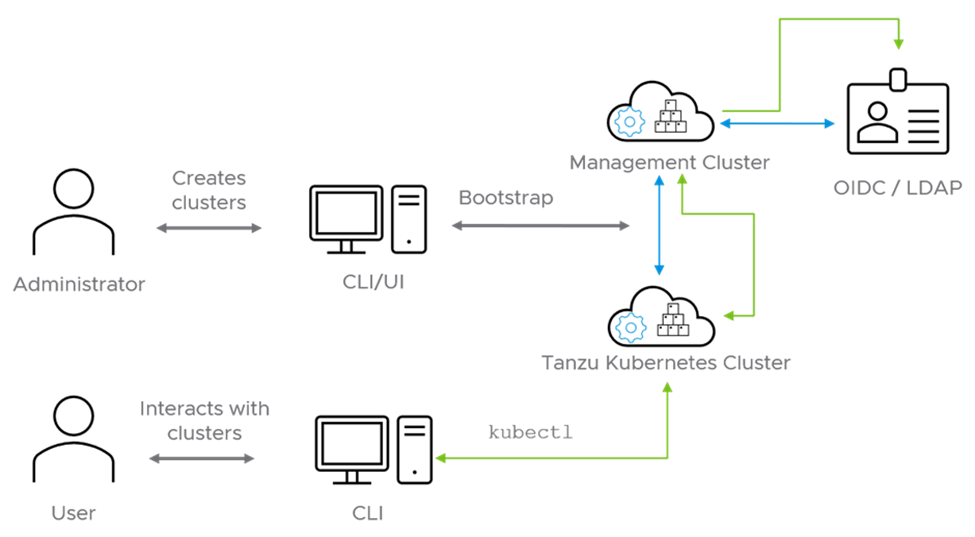 Management Cluster
OIDC / LDAP
Creates
clusters
Bootstrap
Administrator
CLI/UI
Tanzu Kubernetes Cluster
Interacts with
clusters
kubectl
User
CLI